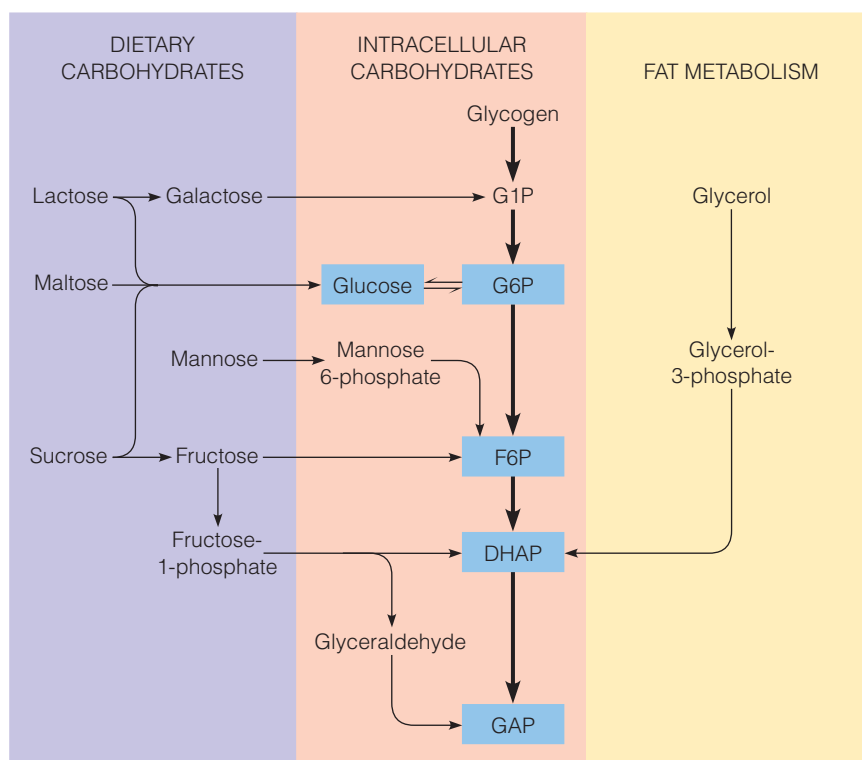 DIETARY
CARBOHYDRATES
INTRACELLULAR
CARBOHYDRATES
FAT METABOLISM
Glycogen
Lactose
Galactose
G1P
Glycerol
Maltose
Glucose
G6P
Mannose
Mannose
6-phosphate
Glycerol-
3-phosphate
Sucrose
Fructose
F6P
Fructose-
1-phosphate
DHAP
Glyceraldehyde
GAP